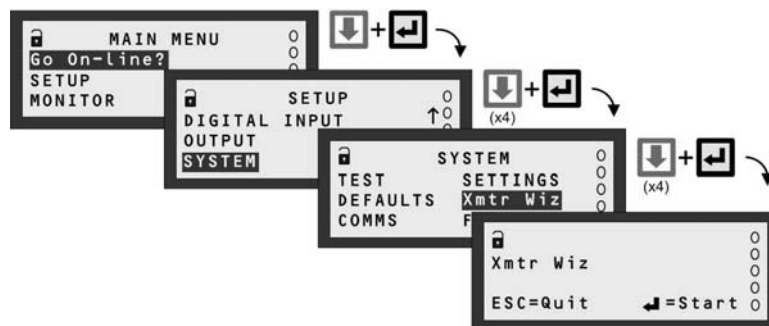 MAIN MENU
Go On-line?
SETUP
MONITOR
+
SETUP
DIGITAL INPUT
OUTPUT
SYSTEM
+
(x4)
SYSTEM
TEST SETTINGS
DEFAULTS Xmtr Wiz
COMMS F
+
(x4)
Xmtr Wiz
ESC=Quit ↵=Start